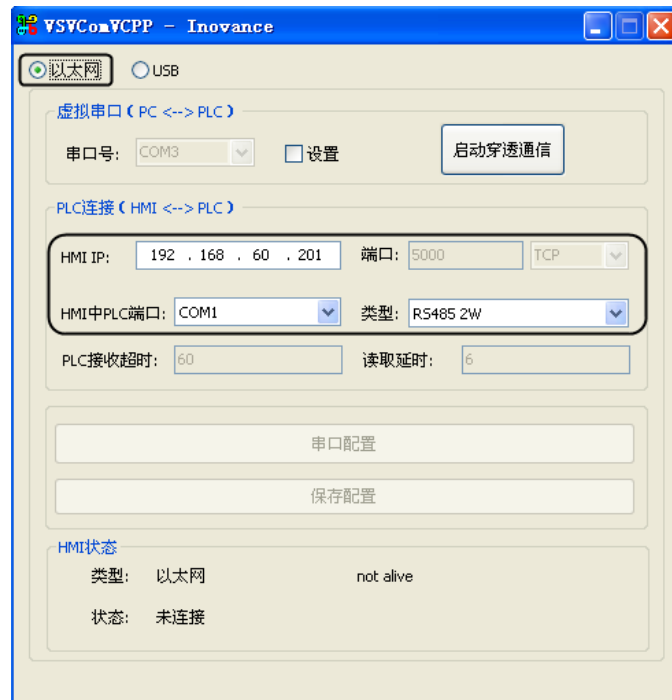 VSVComVCPP - Inovance
以太网 USB
虚拟串口 ( PC <--> PLC )
串口号: COM3 设置 启动穿透通信
PLC连接 ( HMI <--> PLC )
HMI IP: 192 . 168 . 60 . 201 端口: 5000 TCP
HMI中PLC端口: COM1 类型: RS485 2W
PLC接收超时: 60 读取延时: 6
串口配置
保存配置
HMI状态
类型: 以太网 not alive
状态: 未连接